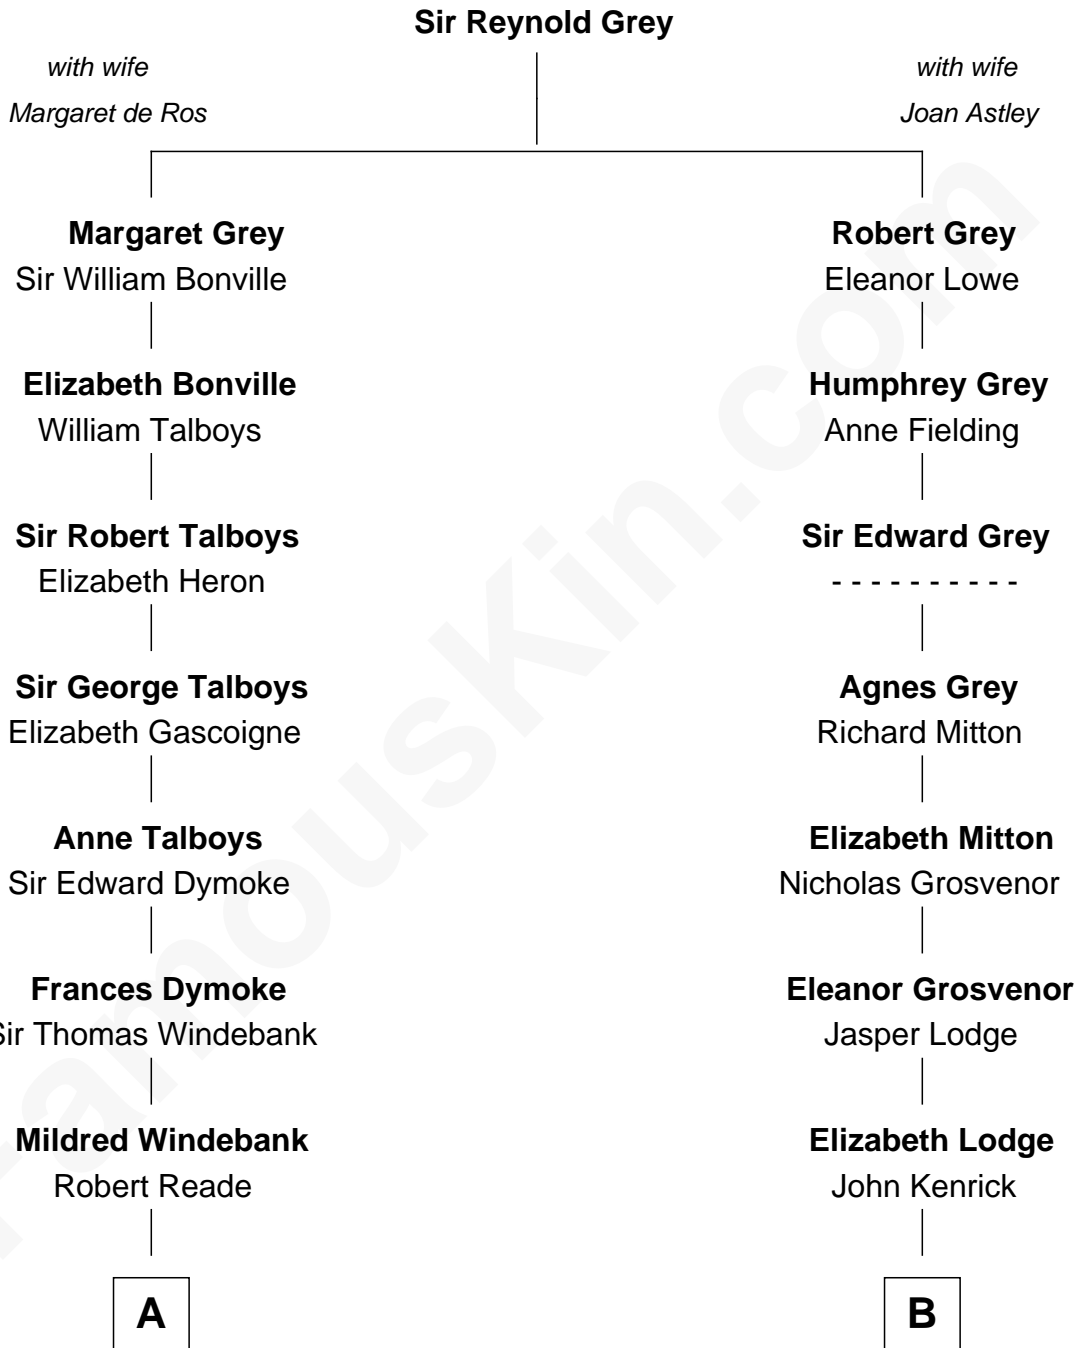 Sir Reynold Grey
with wife
Margaret de Ros
with wife
Joan Astley
Margaret Grey
Sir William Bonville
Robert Grey
Eleanor Lowe
Elizabeth Bonville
William Talboys
Humphrey Grey
Anne Fielding
Sir Robert Talboys
Elizabeth Heron
Sir Edward Grey
- - - - - - - - - -
Sir George Talboys
Elizabeth Gascoigne
Agnes Grey
Richard Mitton
Anne Talboys
Sir Edward Dymoke
Elizabeth Mitton
Nicholas Grosvenor
Frances Dymoke
Sir Thomas Windebank
Eleanor Grosvenor
Jasper Lodge
Mildred Windebank
Robert Reade
Elizabeth Lodge
John Kenrick
A
B
FamousKin.com